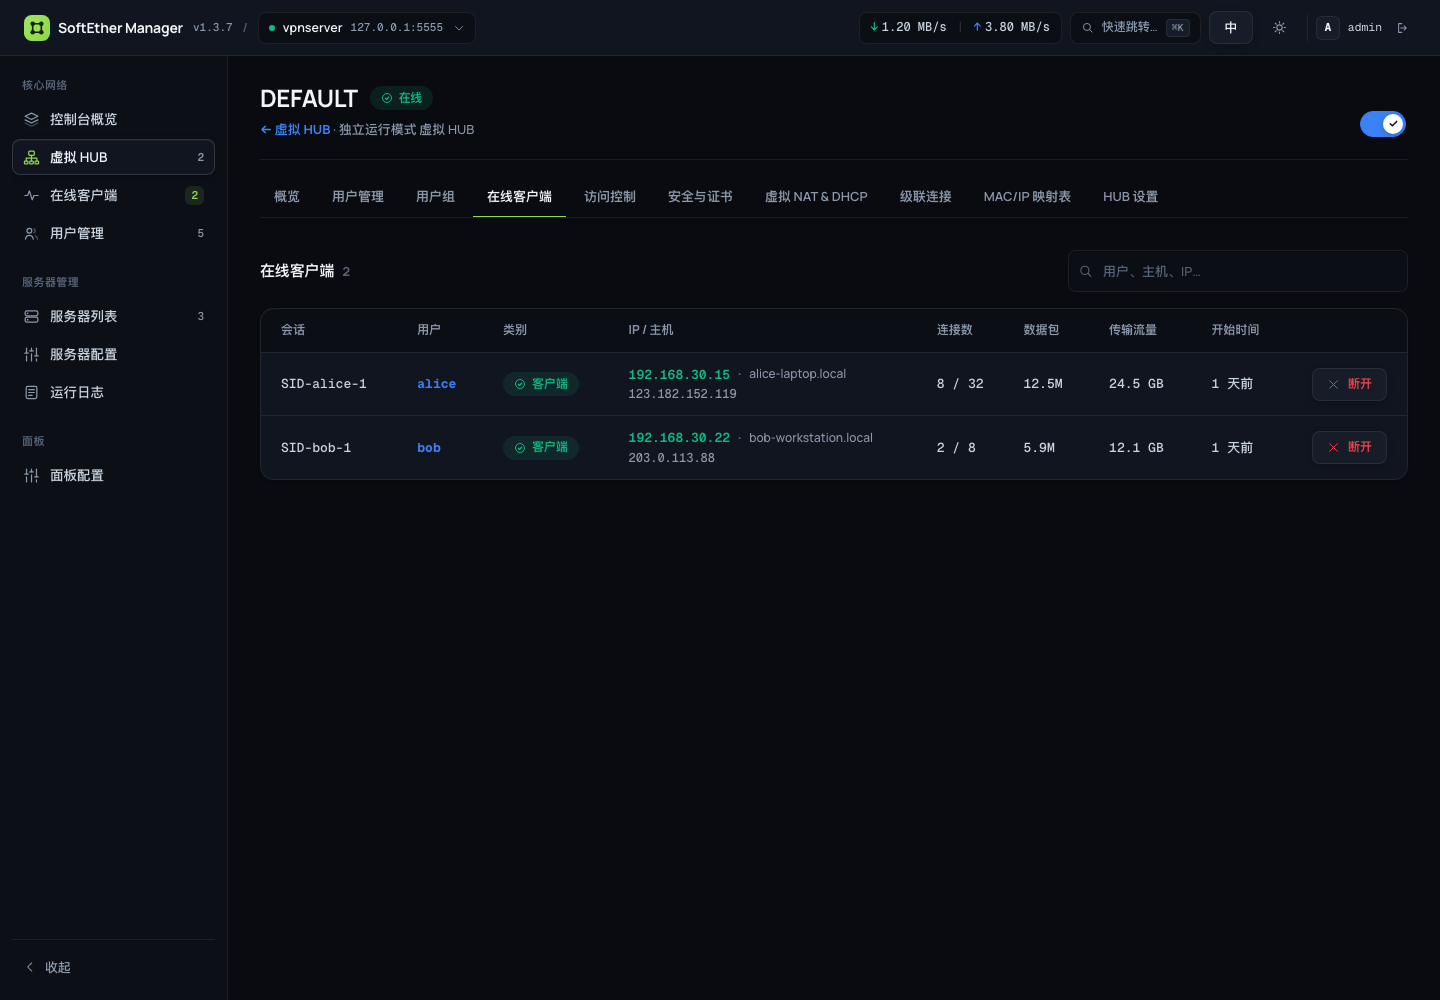 SoftEther Manager v1.3.7 / vpnserver 127.0.0.1:5555 ↓1.20 MB/s | ↑3.80 MB/s 快速跳转... ⌘K 中 A admin
核心网络
控制台概览
虚拟 HUB 2
在线客户端 2
用户管理 5
服务器管理
服务器列表 3
服务器配置
运行日志
面板
面板配置
收起
DEFAULT 在线
← 虚拟 HUB · 独立运行模式 虚拟 HUB
概览 用户管理 用户组 在线客户端 访问控制 安全与证书 虚拟 NAT & DHCP 级联连接 MAC/IP 映射表 HUB 设置
在线客户端 2 用户、主机、IP...
会话 用户 类别 IP / 主机 连接数 数据包 传输流量 开始时间
SID-alice-1 alice 客户端 192.168.30.15 · alice-laptop.local 8 / 32 12.5M 24.5 GB 1 天前 断开
123.182.152.119
SID-bob-1 bob 客户端 192.168.30.22 · bob-workstation.local 2 / 8 5.9M 12.1 GB 1 天前 断开
203.0.113.88